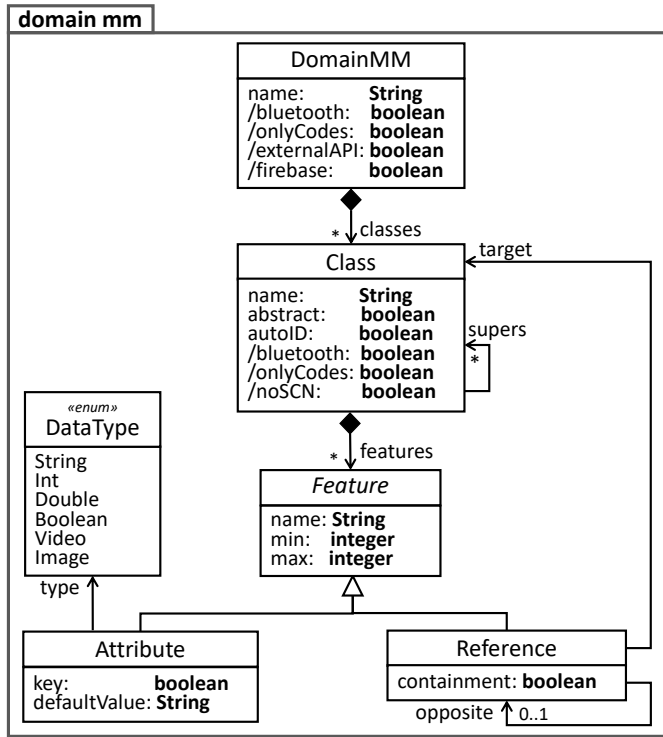 domain mm
DomainMM
name: String
/bluetooth: boolean
/onlyCodes: boolean
/externalAPI: boolean
/firebase: boolean
* classes
Class
target
name: String
abstract: boolean
autoID: boolean
/bluetooth: boolean
/onlyCodes: boolean
/noSCN: boolean
supers
*
«enum»
DataType
String
Int
Double
Boolean
Video
Image
* features
Feature
name: String
min: integer
max: integer
type
Attribute
key: boolean
defaultValue: String
Reference
containment: boolean
opposite 0..1